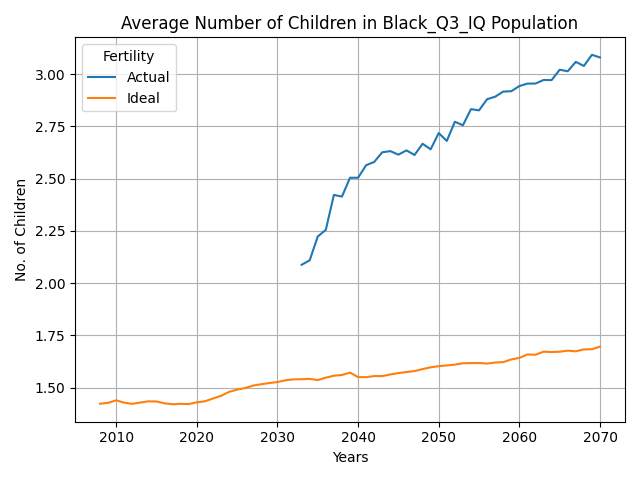 Average Number of Children in Black_Q3_IQ Population
Fertility
Actual
Ideal
3.00
2.75
2.50
2.25
2.00
1.75
1.50
No. of Children
2010 2020 2030 2040 2050 2060 2070
Years